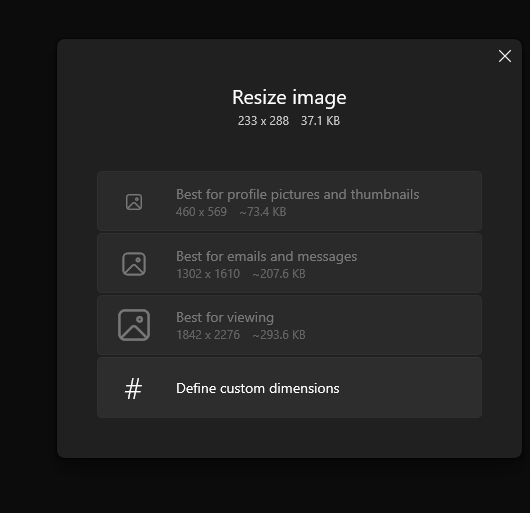 Resize image
233 x 288 37.1 KB
Best for profile pictures and thumbnails
460 x 569 ~73.4 KB
Best for emails and messages
1302 x 1610 ~207.6 KB
Best for viewing
1842 x 2276 ~293.6 KB
# Define custom dimensions